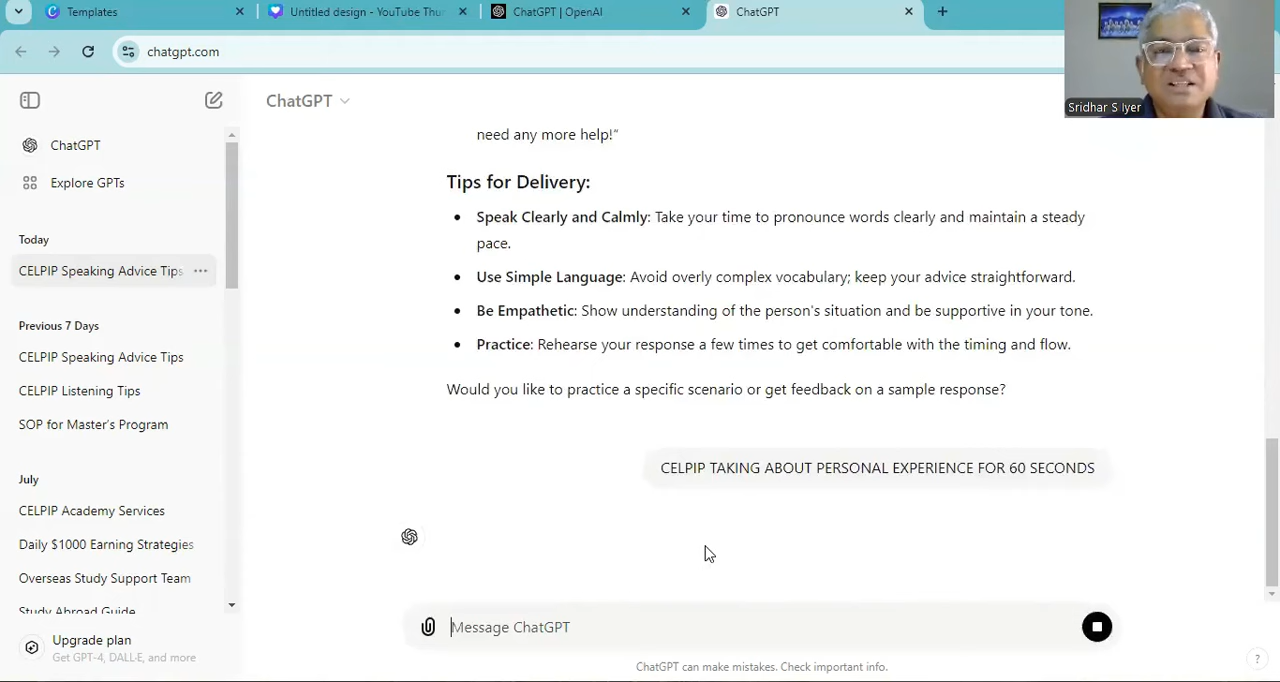 Templates
Untitled design - YouTube Thu
ChatGPT | OpenAI
ChatGPT
chatgpt.com
Sridhar S Iyer
ChatGPT
ChatGPT
Explore GPTs
Today
CELPIP Speaking Advice Tips
Previous 7 Days
CELPIP Speaking Advice Tips
CELPIP Listening Tips
SOP for Master's Program
July
CELPIP Academy Services
Daily $1000 Earning Strategies
Overseas Study Support Team
Study Abroad Guide
Upgrade plan
Get GPT-4, DALL·E, and more
need any more help!"
Tips for Delivery:
• Speak Clearly and Calmly: Take your time to pronounce words clearly and maintain a steady
pace.
• Use Simple Language: Avoid overly complex vocabulary; keep your advice straightforward.
• Be Empathetic: Show understanding of the person's situation and be supportive in your tone.
• Practice: Rehearse your response a few times to get comfortable with the timing and flow.
Would you like to practice a specific scenario or get feedback on a sample response?
CELPIP TAKING ABOUT PERSONAL EXPERIENCE FOR 60 SECONDS
Message ChatGPT
ChatGPT can make mistakes. Check important info.
?